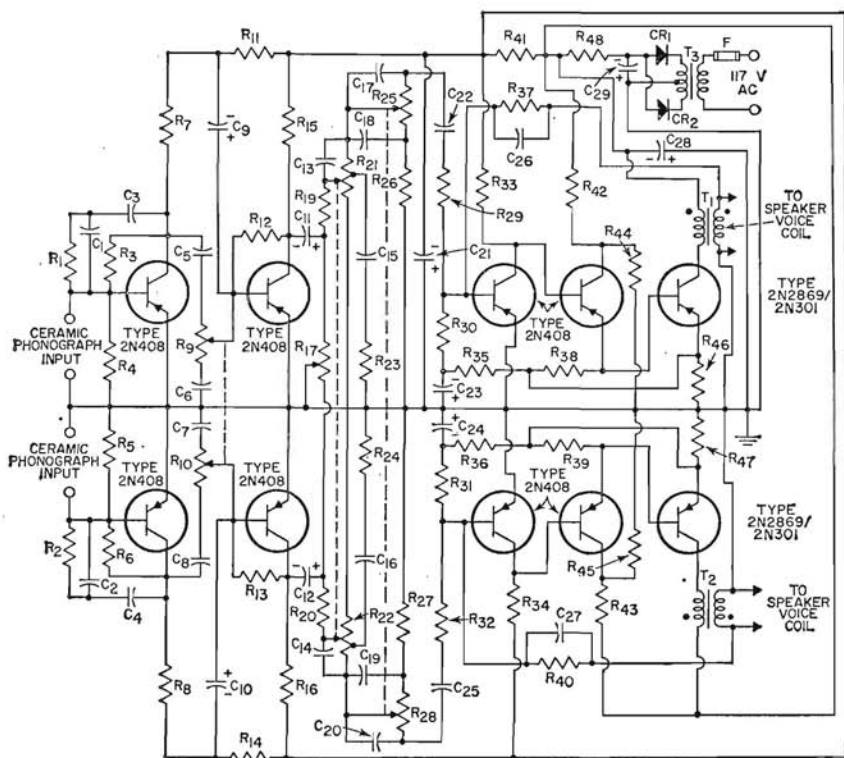 R11
R41
R48
CR1
T3
F
117 V
AC
C17
R25
C22
R37
C29
CR2
R7
C9
R15
C18
C26
C28
C13
R21
R26
R33
R42
T1
C3
R19
R29
R44
TO
SPEAKER
VOICE
COIL
R1
C1
R3
C5
R12
C11
C15
C21
TYPE
2N2869/
2N301
TYPE
2N408
TYPE
2N408
TYPE
2N408
CERAMIC
PHONOGRAPH
INPUT
R9
R17
R30
R46
R4
C6
R23
R35
R38
C23
C7
C24
CERAMIC
PHONOGRAPH
INPUT
R5
R10
R24
R36
R39
R47
TYPE
2N408
TYPE
2N408
R31
TYPE
2N408
TYPE
2N2869/
2N301
R2
R6
C8
C16
R45
C2
R13
C12
T2
C4
R20
R22
R27
R32
R34
C27
R43
TO
SPEAKER
VOICE
COIL
C14
C19
R8
C10
R16
R28
C25
R40
C20
R14